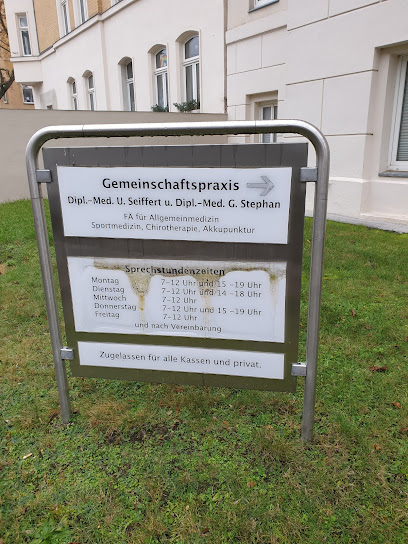 Gemeinschaftspraxis
Dipl.-Med. U. Seiffert u. Dipl.-Med. G. Stephan
FA für Allgemeinmedizin
Sportmedizin, Chirotherapie, Akkupunktur
Sprechstundenzeiten
Montag 7-12 Uhr und 15 -19 Uhr
Dienstag 7-12 Uhr und 14 -18 Uhr
Mittwoch 7-12 Uhr
Donnerstag 7-12 Uhr und 15 -19 Uhr
Freitag 7-12 Uhr
und nach Vereinbarung
Zugelassen für alle Kassen und privat.